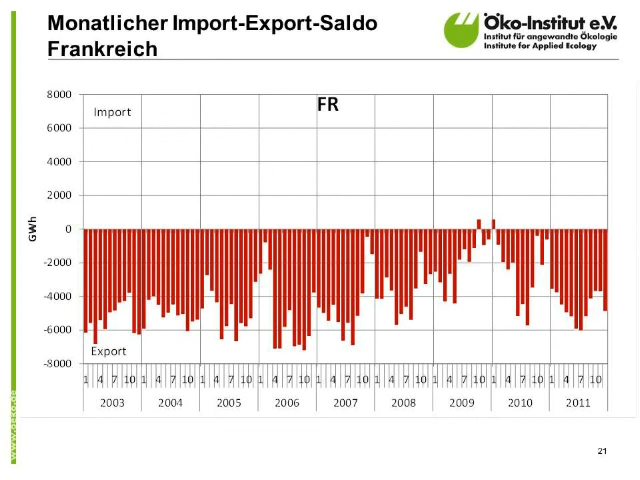 Monatlicher Import-Export-Saldo
Frankreich
Öko-Institut e.V.
Institut für angewandte Ökologie
Institute for Applied Ecology
FR
Import
8000
6000
4000
2000
0
-2000
-4000
-6000
-8000
GWh
Export
1 4 7 10 1 4 7 10 1 4 7 10 1 4 7 10 1 4 7 10 1 4 7 10 1 4 7 10 1 4 7 10 1 4 7 10
2003 2004 2005 2006 2007 2008 2009 2010 2011
www.oeko.de
21